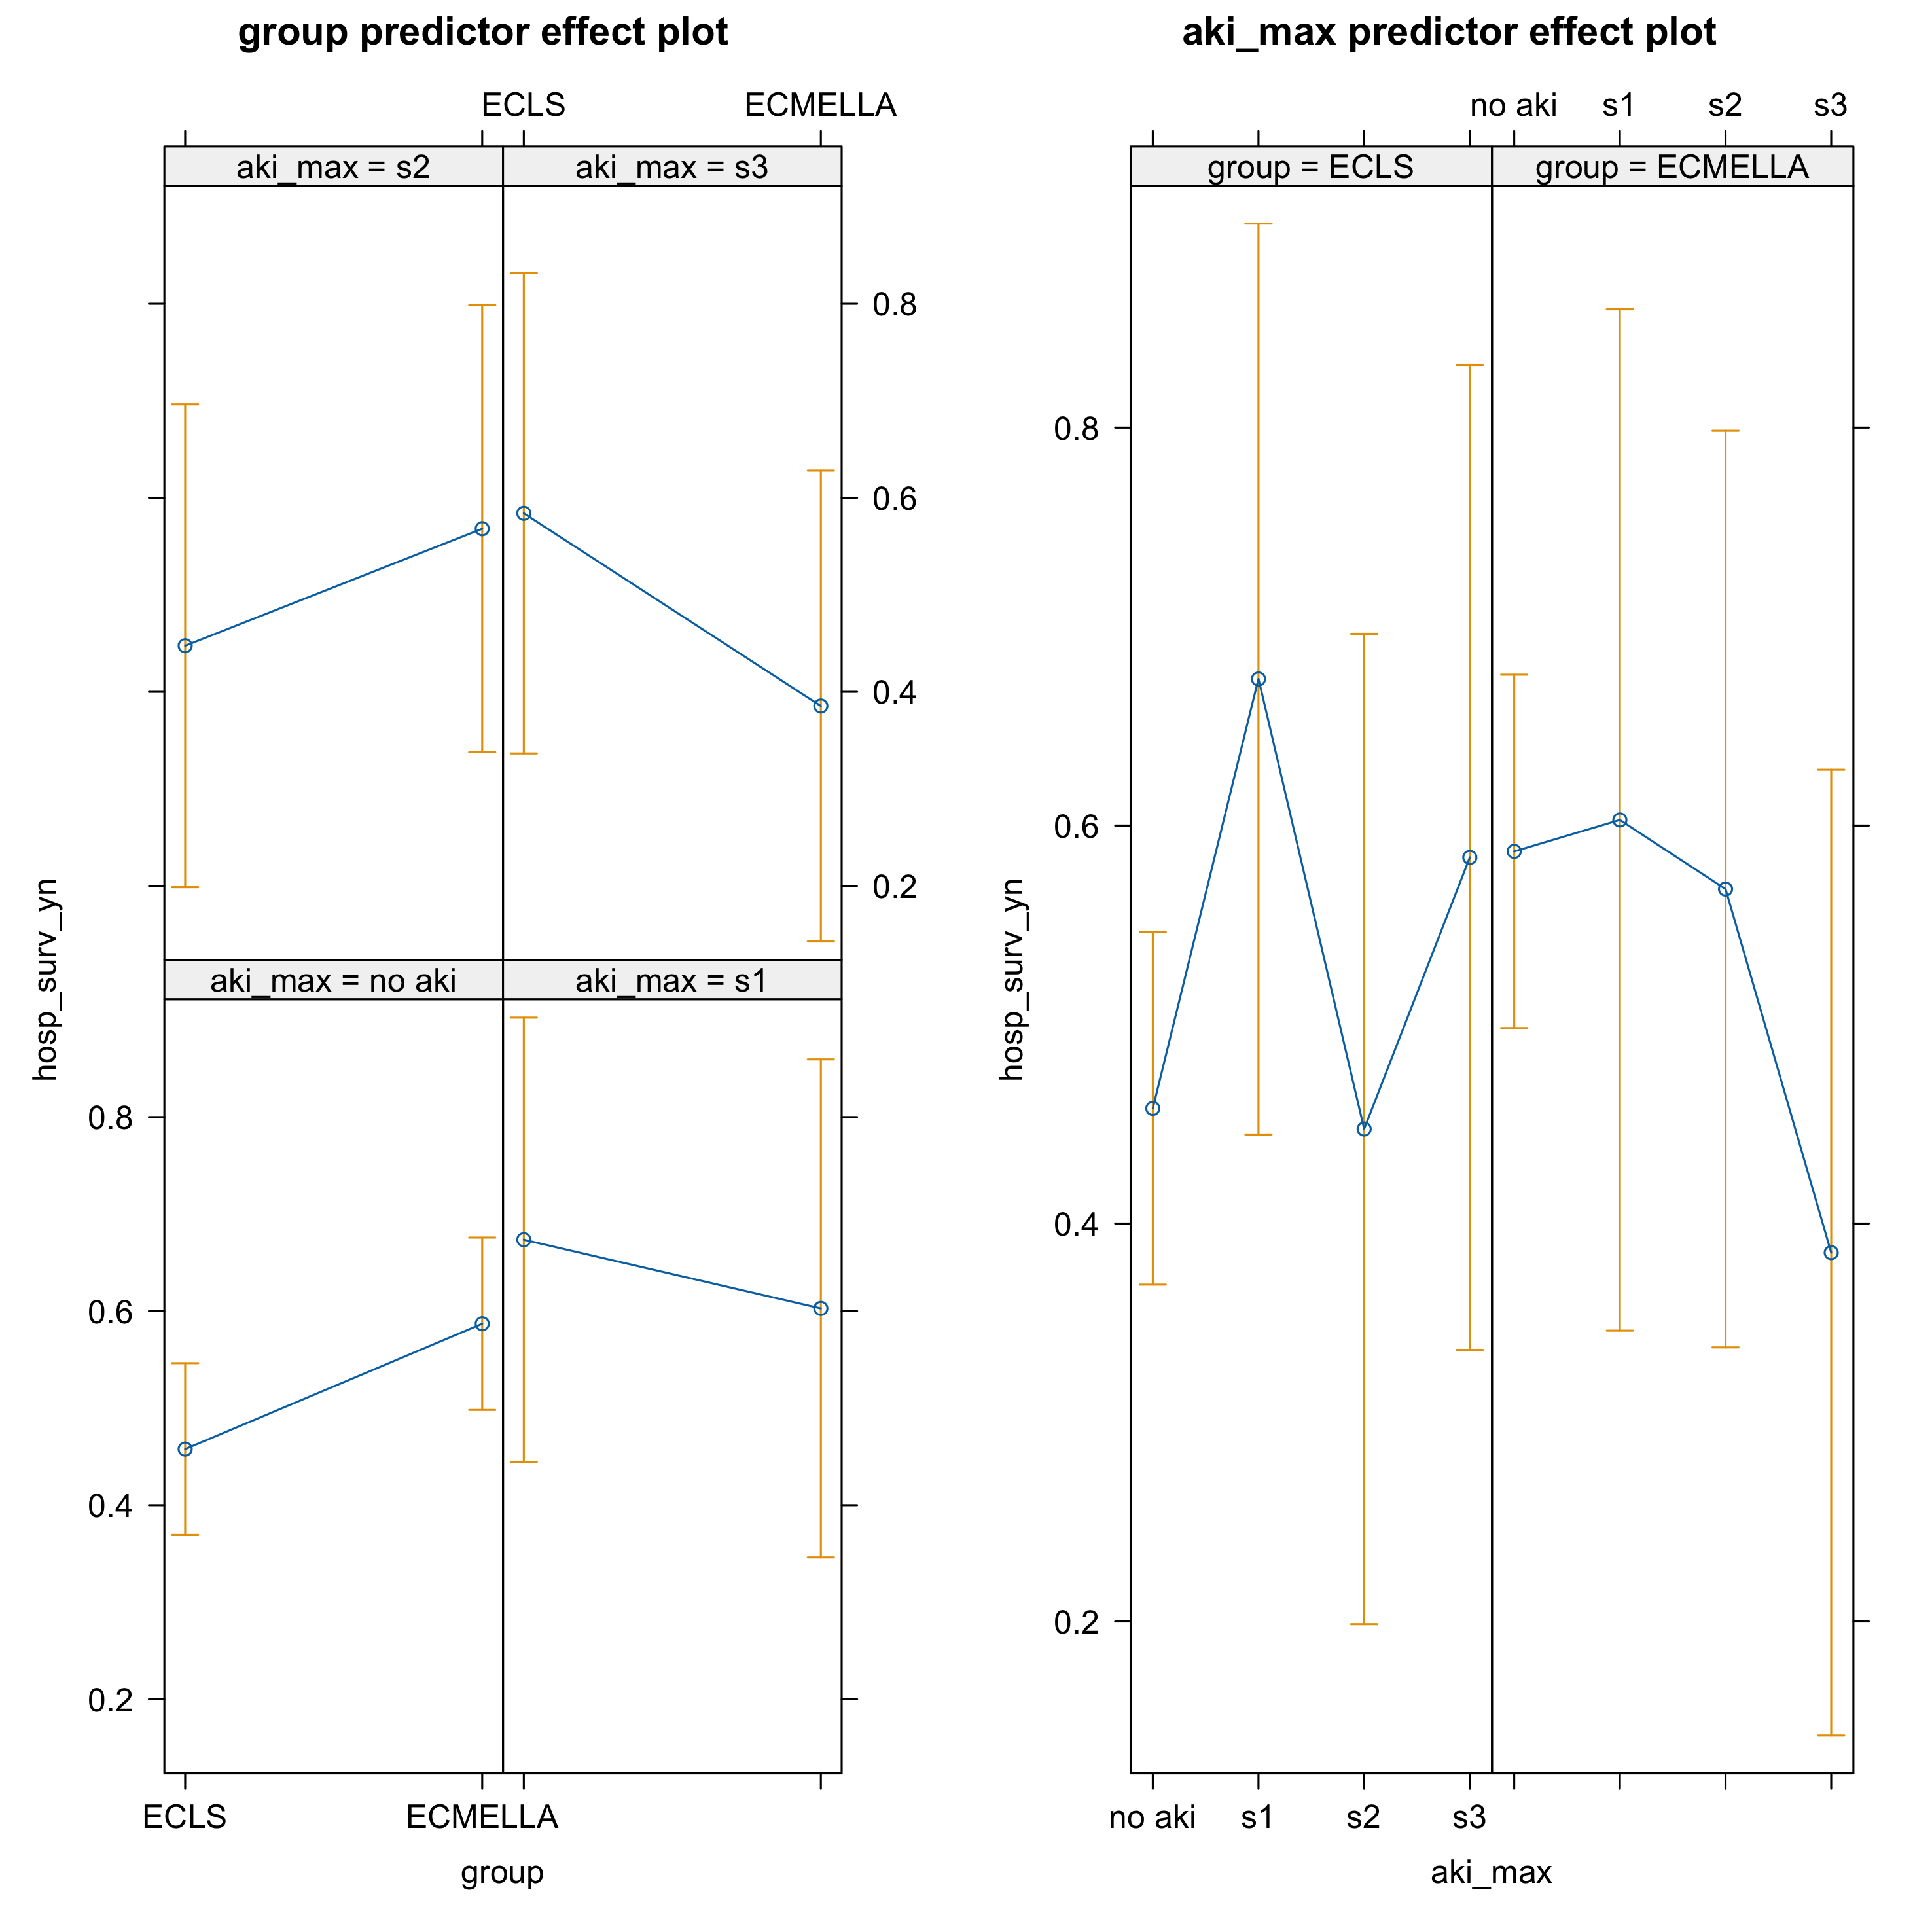 group predictor effect plot
ECLS ECMELLA
aki_max = s2 aki_max = s3
0.8
0.6
0.4
0.2
aki_max = no aki aki_max = s1
0.8
0.6
0.4
0.2
hosp_surv_yn
ECLS ECMELLA
group
aki_max predictor effect plot
no aki s1 s2 s3
group = ECLS group = ECMELLA
0.8
0.6
0.4
0.2
hosp_surv_yn
no aki s1 s2 s3
aki_max